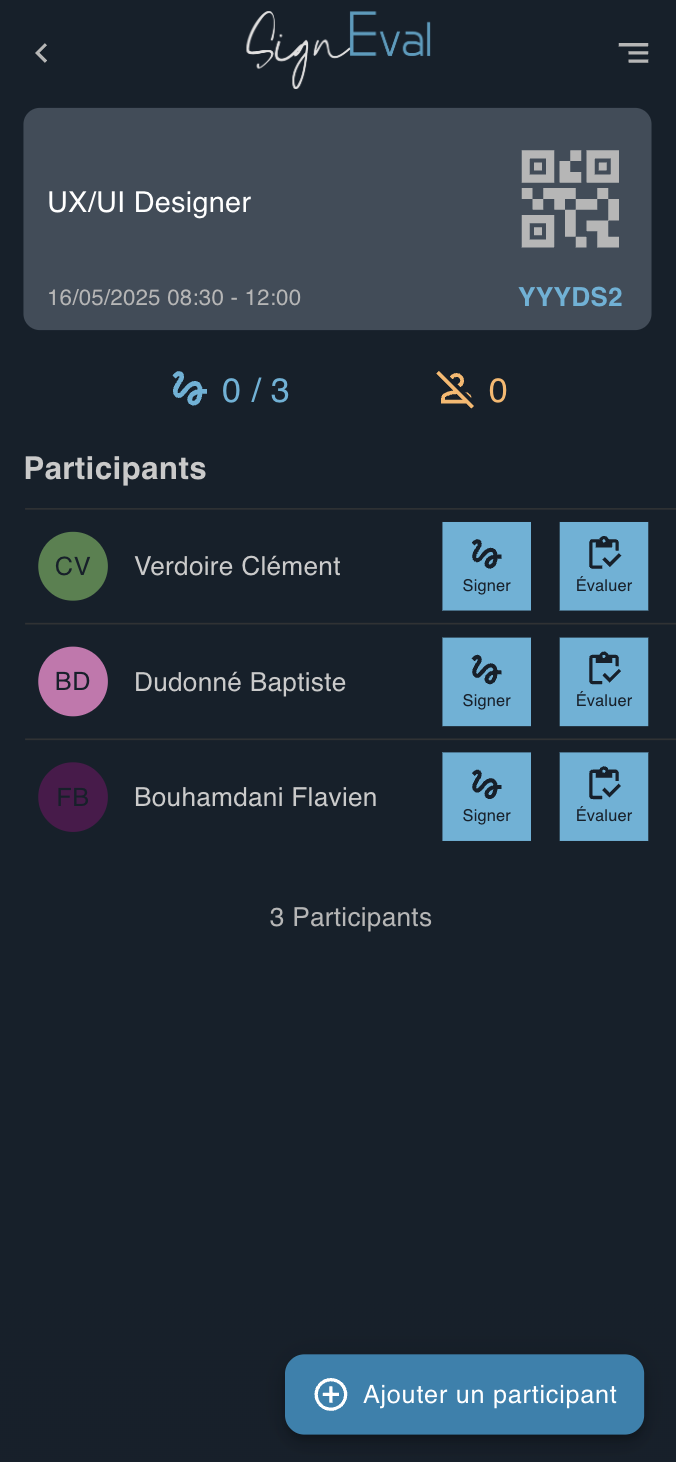 SignEval
UX/UI Designer
16/05/2025 08:30 - 12:00
YYYDS2
0 / 3
0
Participants
CV
Verdoire Clément
Signer
Évaluer
BD
Dudonné Baptiste
Signer
Évaluer
FB
Bouhamdani Flavien
Signer
Évaluer
3 Participants
Ajouter un participant